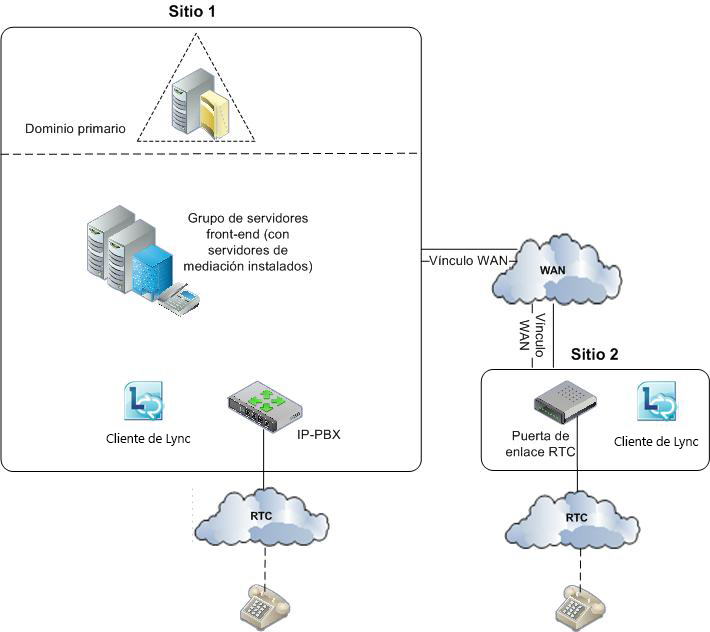 Sitio 1
Dominio primario
Grupo de servidores
front-end (con
servidores de
mediación instalados)
Vínculo WAN
WAN
Vínculo
WAN
Sitio 2
Cliente de Lync
IP-PBX
Puerta de
enlace RTC
Cliente de Lync
RTC
RTC